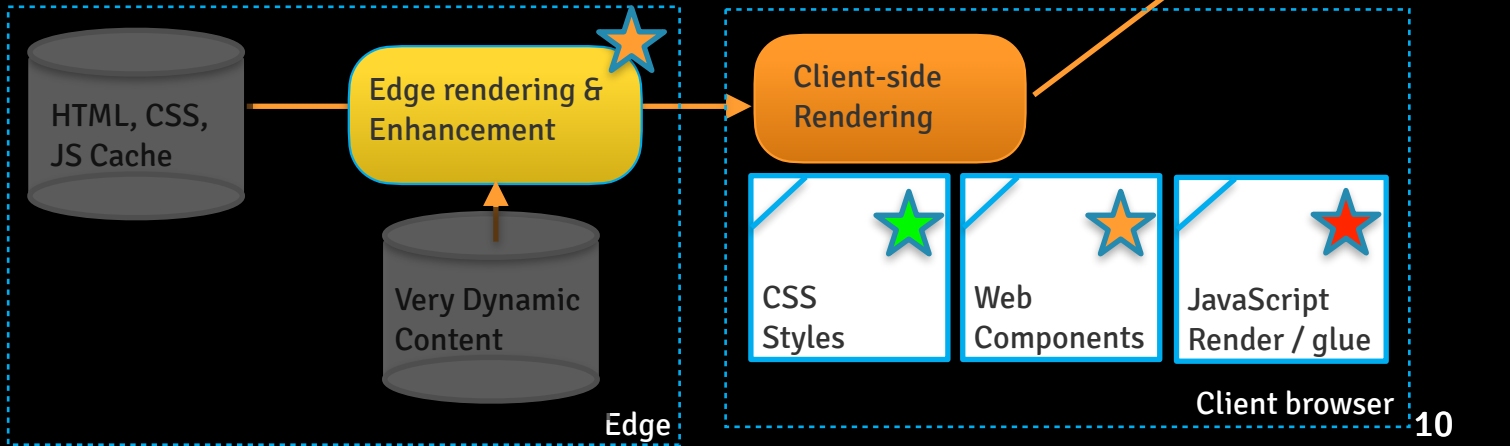 HTML, CSS,
JS Cache
Edge rendering &
Enhancement
Very Dynamic
Content
Edge
Client-side
Rendering
CSS
Styles
Web
Components
JavaScript
Render / glue
Client browser
10